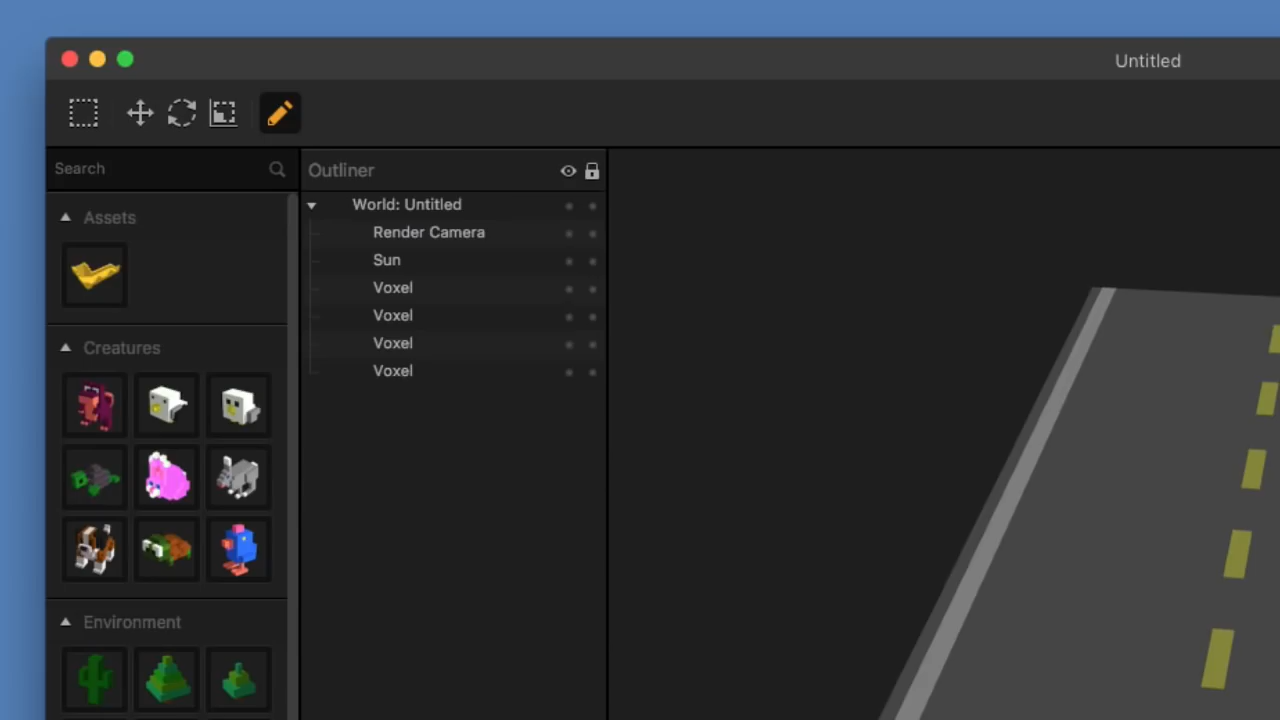 Untitled
Search
Outliner
Assets
World: Untitled
Render Camera
Sun
Voxel
Voxel
Voxel
Voxel
Creatures
Environment